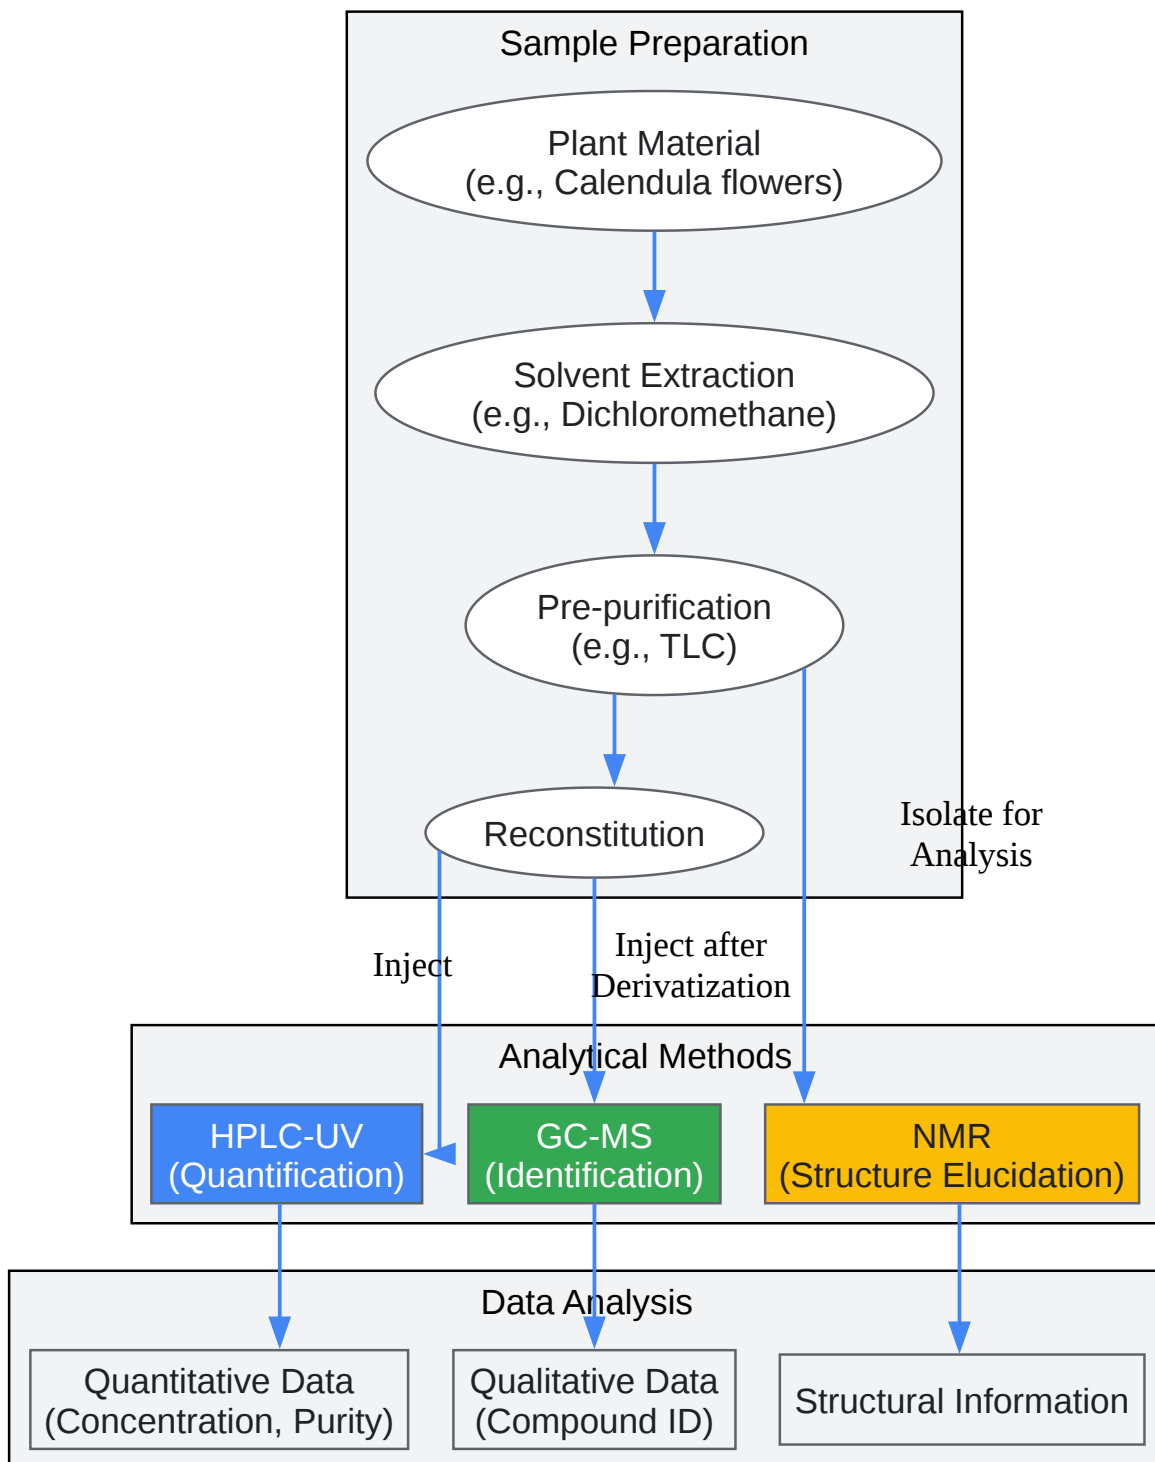 Sample Preparation
Plant Material
(e.g., Calendula flowers)
Solvent Extraction
(e.g., Dichloromethane)
Pre-purification
(e.g., TLC)
Reconstitution
Isolate for
Analysis
Inject
Inject after
Derivatization
Analytical Methods
HPLC-UV
(Quantification)
GC-MS
(Identification)
NMR
(Structure Elucidation)
Data Analysis
Quantitative Data
(Concentration, Purity)
Qualitative Data
(Compound ID)
Structural Information